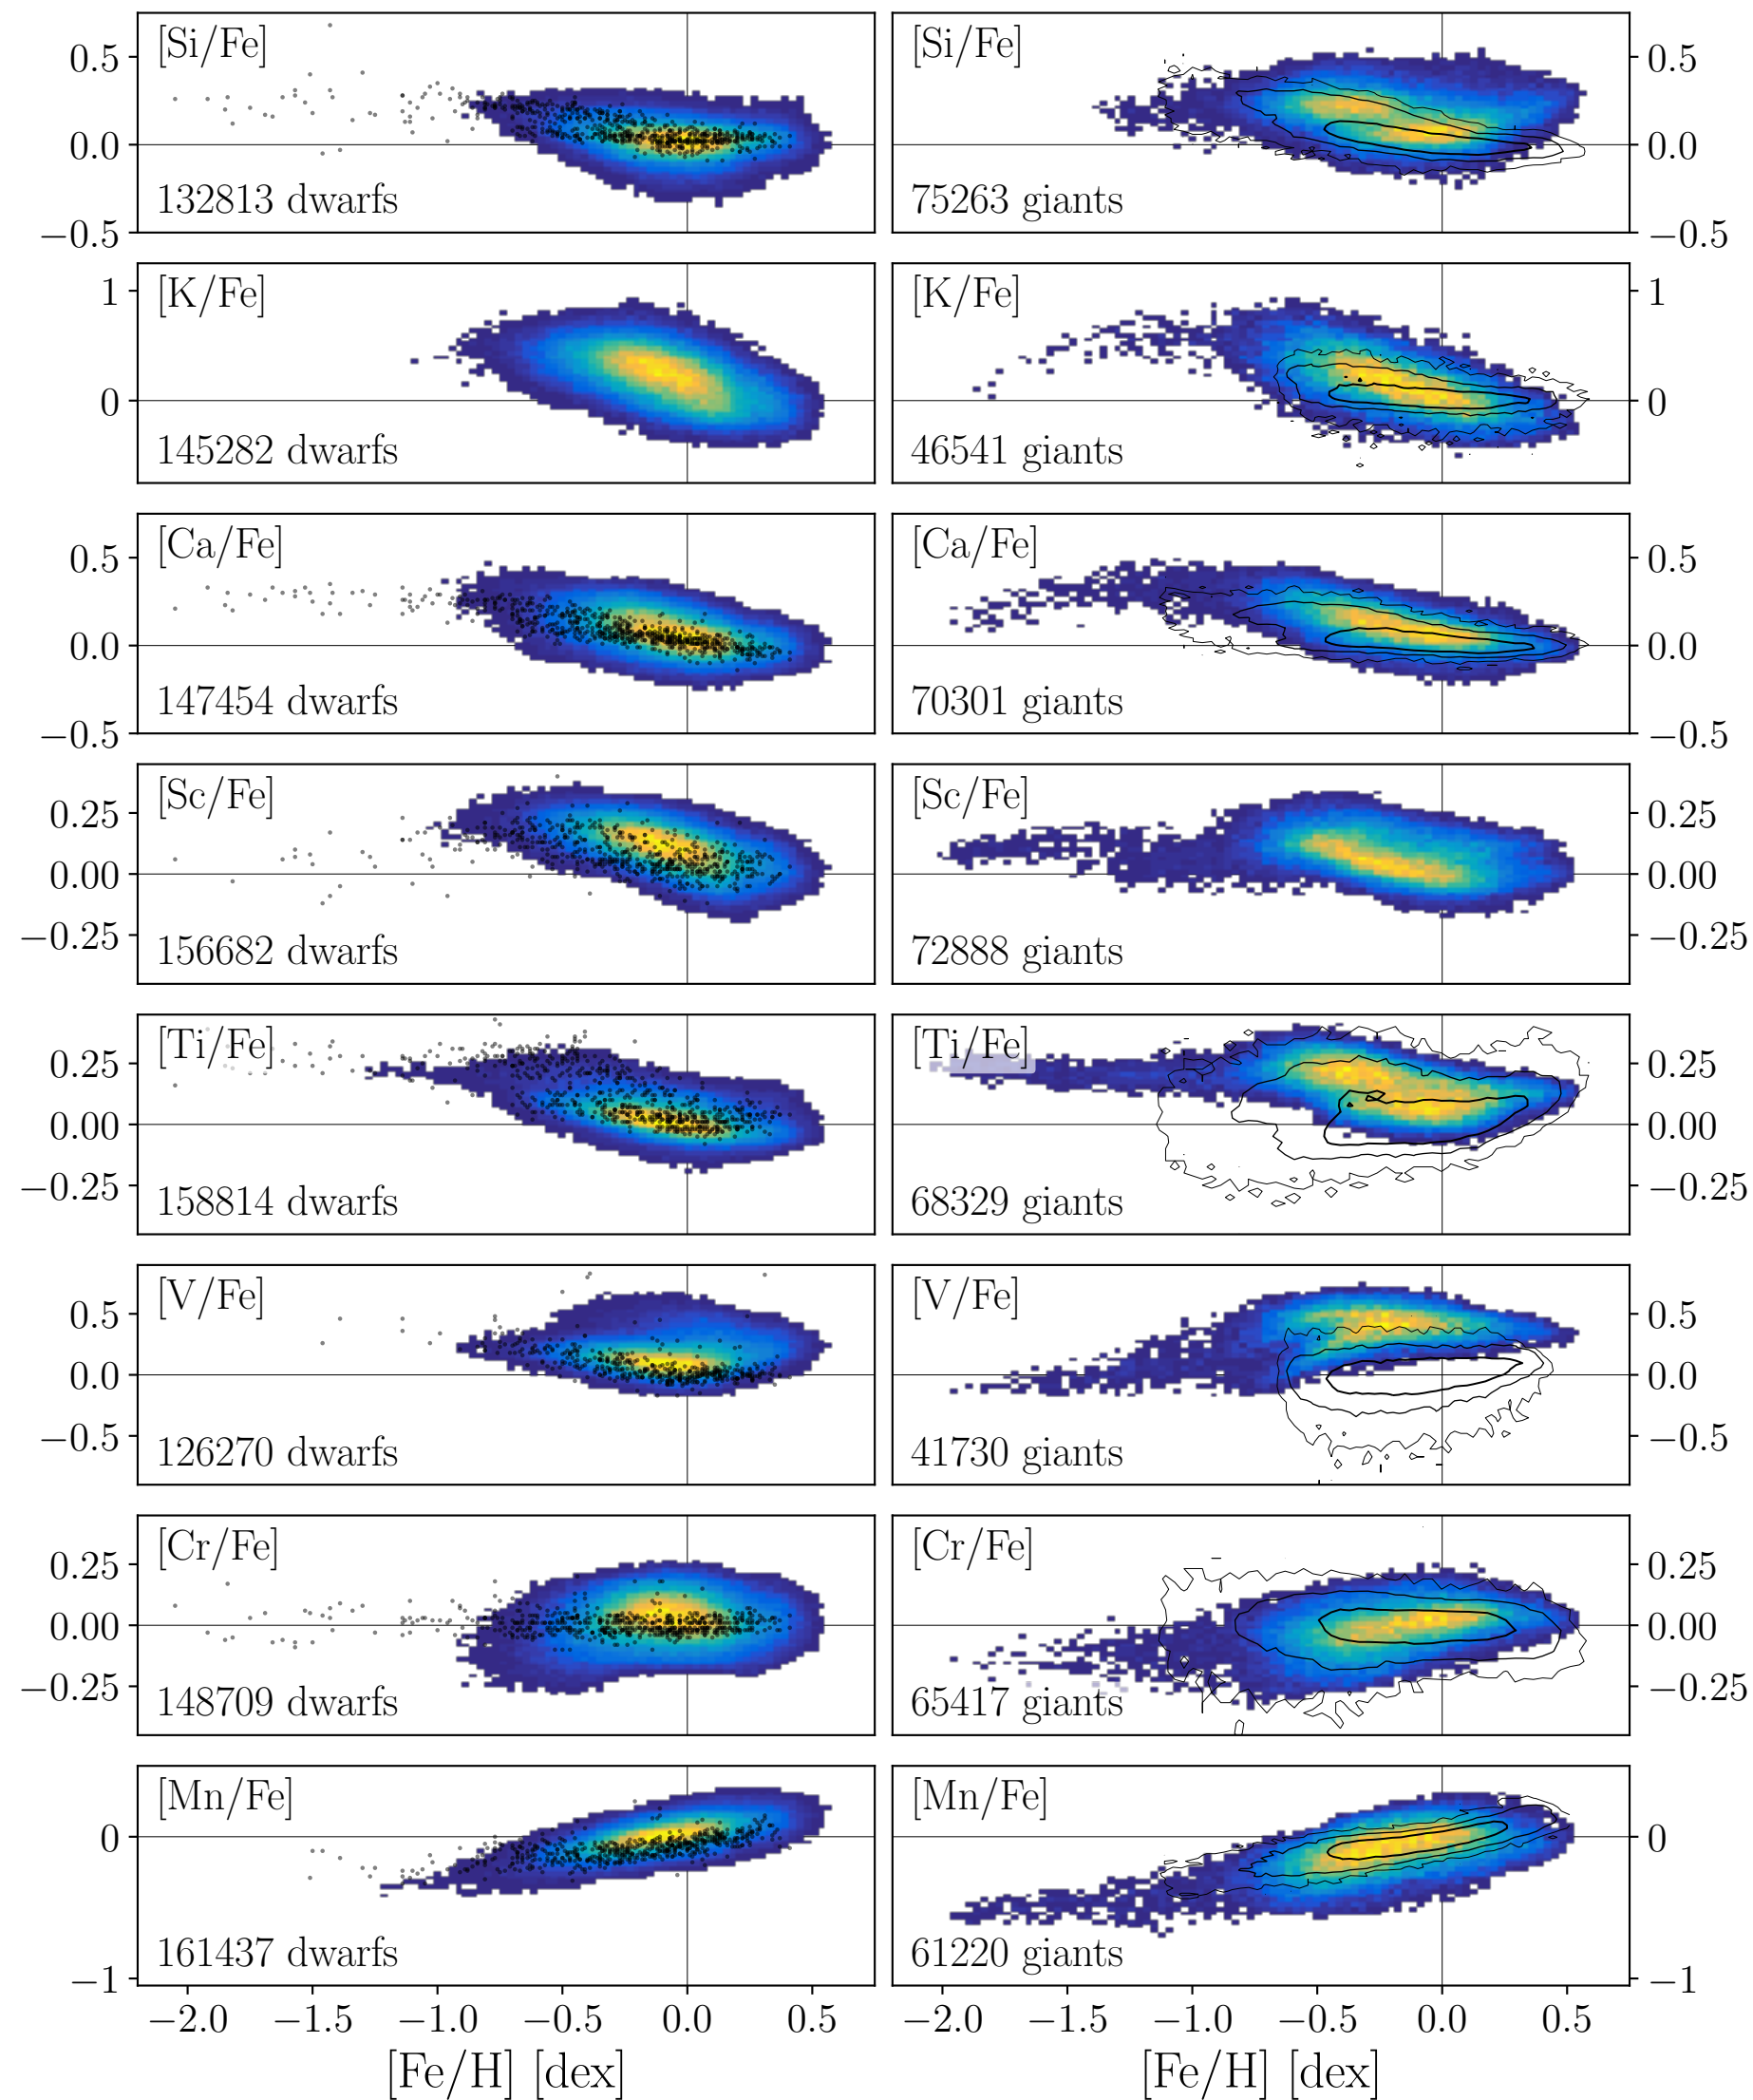 [Si/Fe]
0.5
0.0
−0.5
132813 dwarfs
[Si/Fe]
0.5
0.0
−0.5
75263 giants
[K/Fe]
1
0
145282 dwarfs
[K/Fe]
1
0
46541 giants
[Ca/Fe]
0.5
0.0
−0.5
147454 dwarfs
[Ca/Fe]
0.5
0.0
−0.5
70301 giants
[Sc/Fe]
0.25
0.00
−0.25
156682 dwarfs
[Sc/Fe]
0.25
0.00
−0.25
72888 giants
[Ti/Fe]
0.25
0.00
−0.25
158814 dwarfs
[Ti/Fe]
0.25
0.00
−0.25
68329 giants
[V/Fe]
0.5
0.0
−0.5
126270 dwarfs
[V/Fe]
0.5
0.0
−0.5
41730 giants
[Cr/Fe]
0.25
0.00
−0.25
148709 dwarfs
[Cr/Fe]
0.25
0.00
−0.25
65417 giants
[Mn/Fe]
0
−1
161437 dwarfs
[Mn/Fe]
0
−1
61220 giants
−2.0 −1.5 −1.0 −0.5 0.0 0.5
−2.0 −1.5 −1.0 −0.5 0.0 0.5
[Fe/H] [dex]
[Fe/H] [dex]